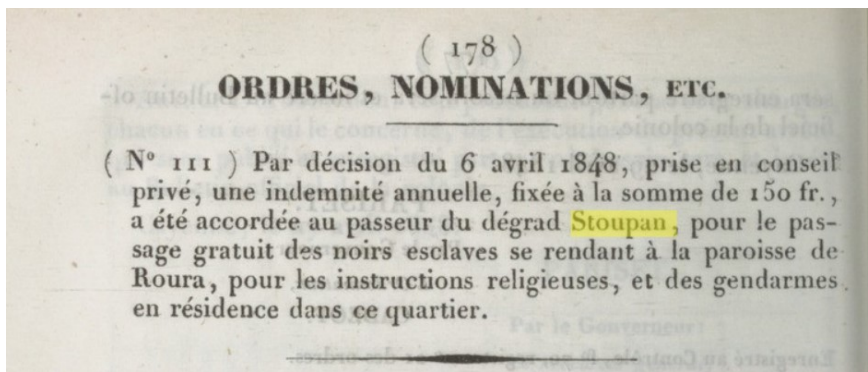 ( 178 )
ORDRES, NOMINATIONS, ETC.
( N° 111 ) Par décision du 6 avril 1848, prise en conseil
privé, une indemnité annuelle, fixée à la somme de 150 fr.,
a été accordée au passeur du dégrad Stoupan, pour le pas-
sage gratuit des noirs esclaves se rendant à la paroisse de
Roura, pour les instructions religieuses, et des gendarmes
en résidence dans ce quartier.